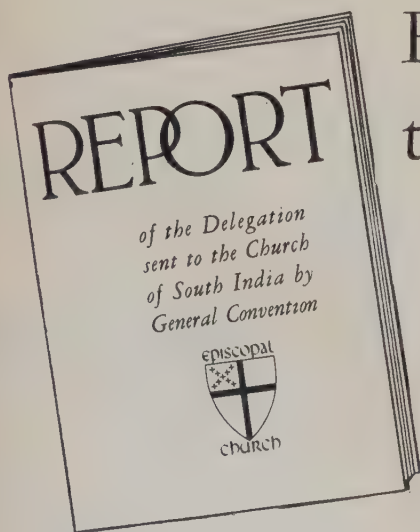 REPORT
of the Delegation
sent to the Church
of South India by
General Convention
EPISCOPAL
CHURCH
t